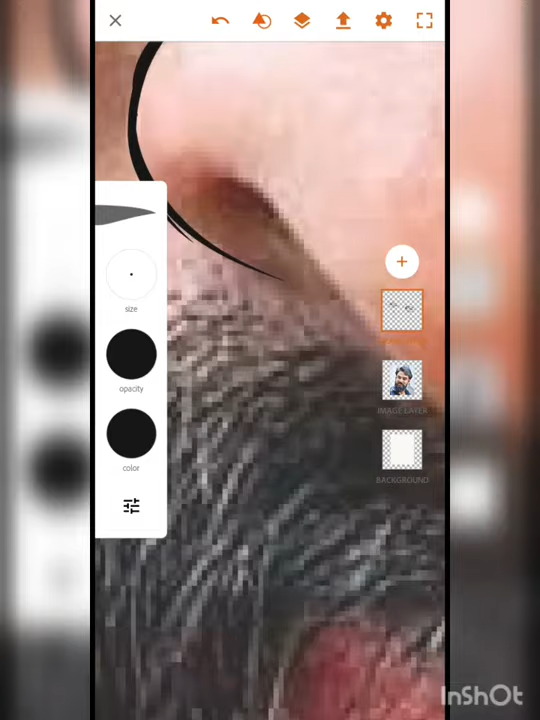 size
opacity
color
IMAGE LAYER
BACKGROUND
InShOt